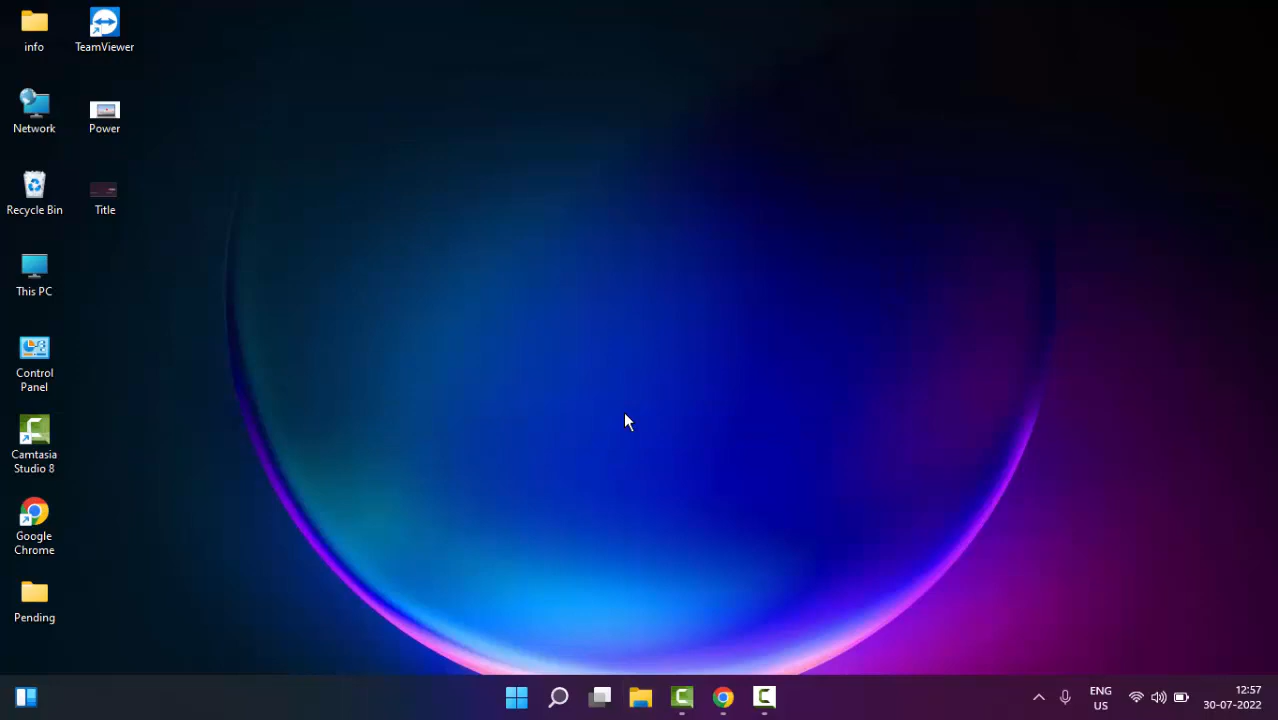 info
TeamViewer
Network
Power
Recycle Bin
Title
This PC
Control
Panel
Camtasia
Studio 8
Google
Chrome
Pending
ENG
US
12:57
30-07-2022